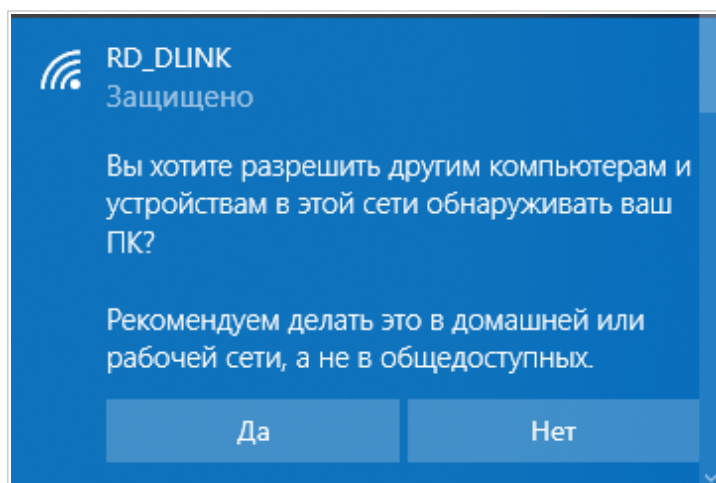 RD_DLINK
Защищено
Вы хотите разрешить другим компьютерам и
устройствам в этой сети обнаруживать ваш
ПК?
Рекомендуем делать это в домашней или
рабочей сети, а не в общедоступных.
Да Нет